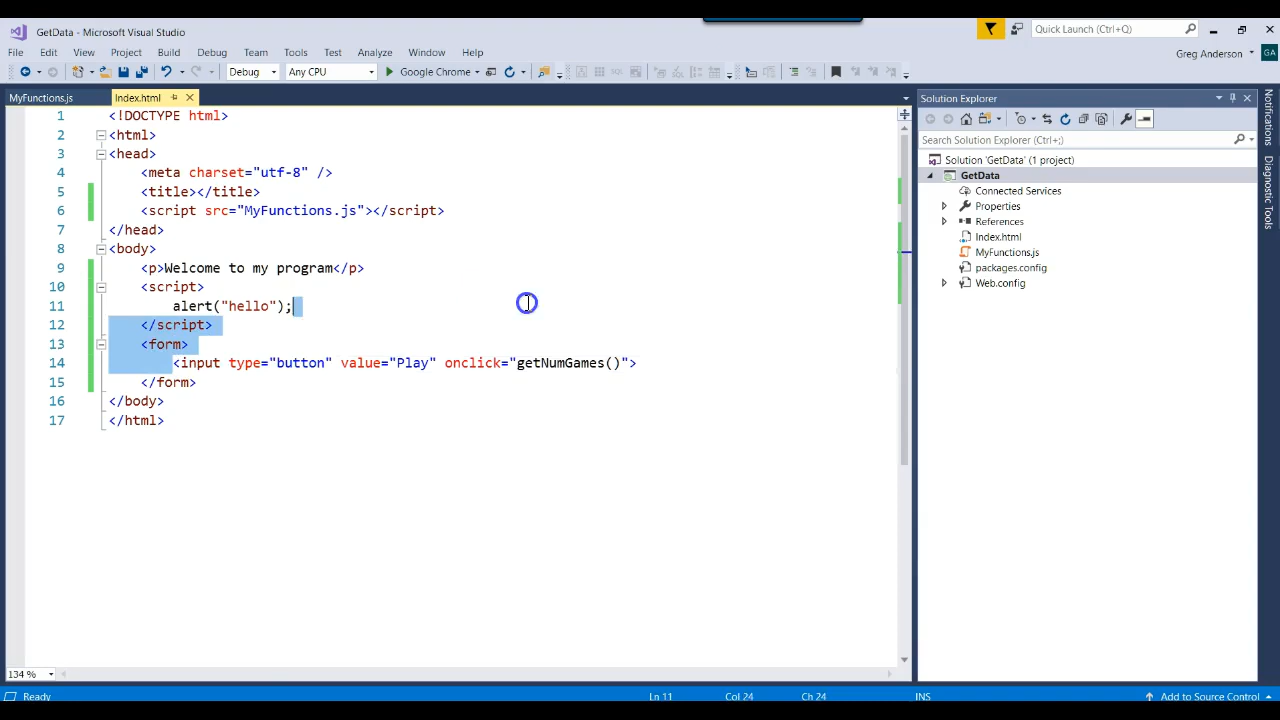 GetData - Microsoft Visual Studio
Quick Launch (Ctrl+Q)
File Edit View Project Build Debug Team Tools Test Analyze Window Help
Greg Anderson GA
Debug Any CPU Google Chrome
MyFunctions.js Index.html
1 <!DOCTYPE html>
2 <html>
3 <head>
4 <meta charset="utf-8" />
5 <title></title>
6 <script src="MyFunctions.js"></script>
7 </head>
8 <body>
9 <p>Welcome to my program</p>
10 <script>
11 alert("hello");
12 </script>
13 <form>
14 <input type="button" value="Play" onclick="getNumGames()">
15 </form>
16 </body>
17 </html>
134 %
Solution Explorer
Search Solution Explorer (Ctrl+;)
Solution 'GetData' (1 project)
GetData
Connected Services
Properties
References
Index.html
MyFunctions.js
packages.config
Web.config
Notifications
Diagnostic Tools
Ready Ln 11 Col 24 Ch 24 INS Add to Source Control